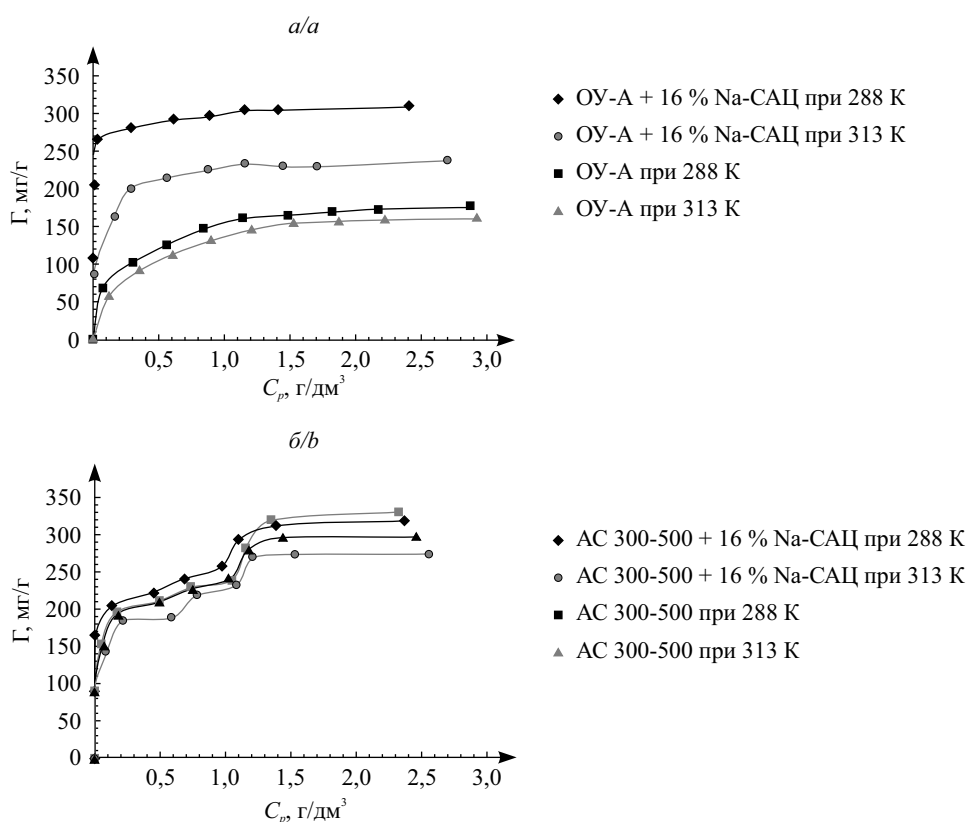 а/a
350
300
250
200
150
100
50
0
Г, мг/г
0,5 1,0 1,5 2,0 2,5 3,0
Cр, г/дм³
ОУ-А + 16 % Na-САЦ при 288 К
ОУ-А + 16 % Na-САЦ при 313 К
ОУ-А при 288 К
ОУ-А при 313 К
б/b
350
300
250
200
150
100
50
0
Г, мг/г
0,5 1,0 1,5 2,0 2,5 3,0
Cр, г/дм³
АС 300-500 + 16 % Na-САЦ при 288 К
АС 300-500 + 16 % Na-САЦ при 313 К
АС 300-500 при 288 К
АС 300-500 при 313 К